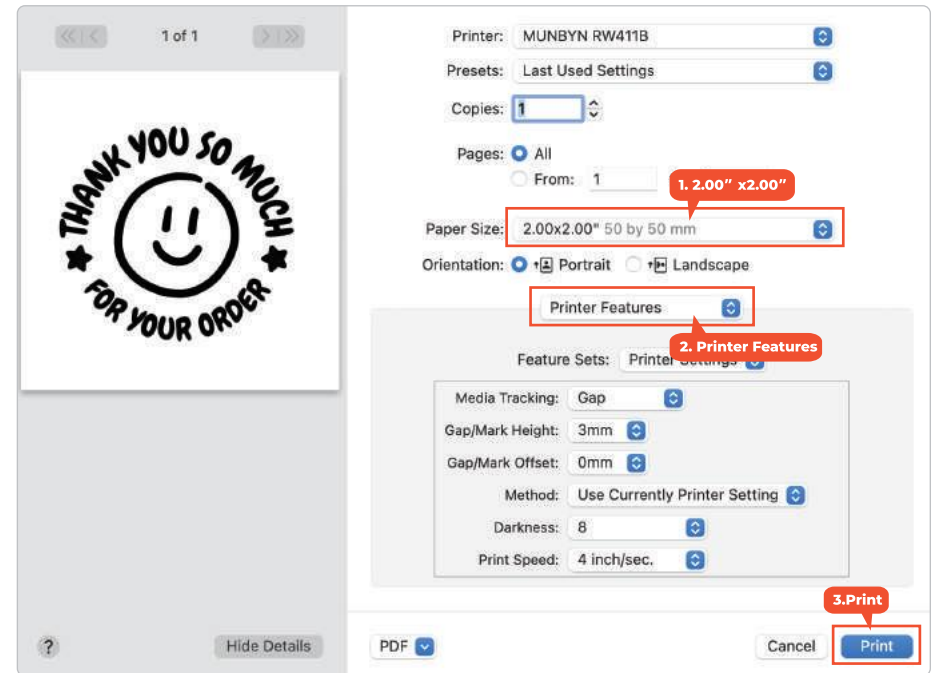 1 of 1
THANK YOU SO MUCH
FOR YOUR ORDER
? Hide Details
Printer: MUNBYN RW411B
Presets: Last Used Settings
Copies: 1
Pages: All
From: 1
1. 2.00" x2.00"
Paper Size: 2.00x2.00" 50 by 50 mm
Orientation: Portrait Landscape
Printer Features
2. Printer Features
Feature Sets: Printer Settings
Media Tracking: Gap
Gap/Mark Height: 3mm
Gap/Mark Offset: 0mm
Method: Use Currently Printer Setting
Darkness: 8
Print Speed: 4 inch/sec.
3.Print
PDF Cancel Print